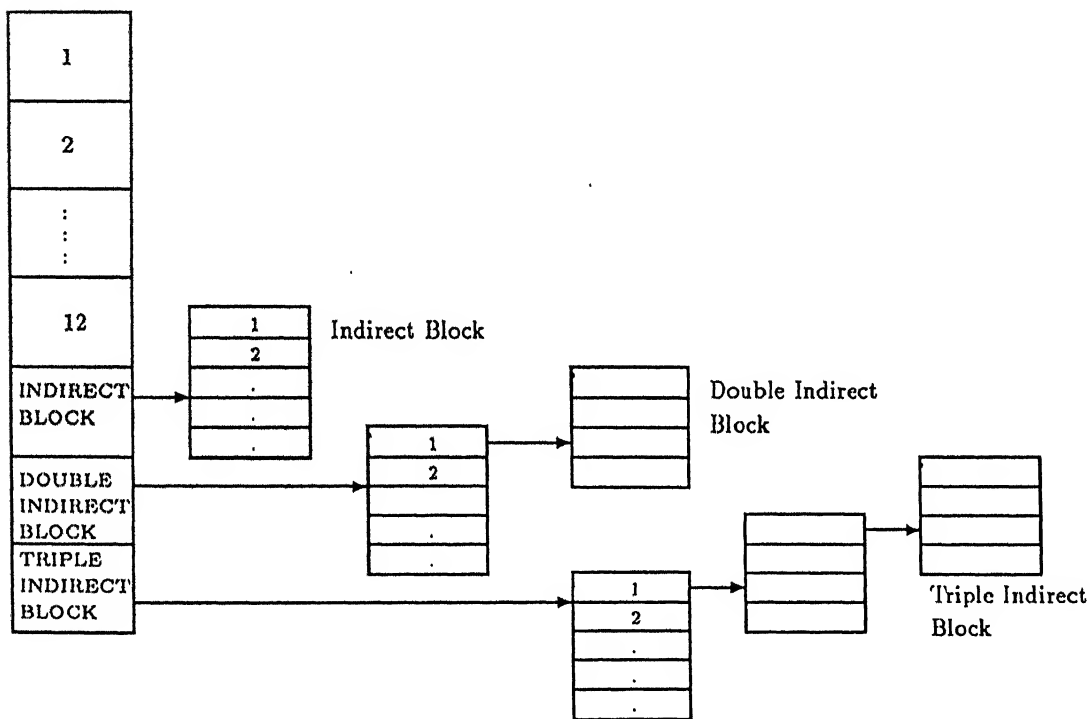 1
2
⋮
12
INDIRECT
BLOCK
DOUBLE
INDIRECT
BLOCK
TRIPLE
INDIRECT
BLOCK
1
2
.
.
.
Indirect Block
1
2
.
.
Double Indirect
Block
1
2
.
.
.
Triple Indirect
Block